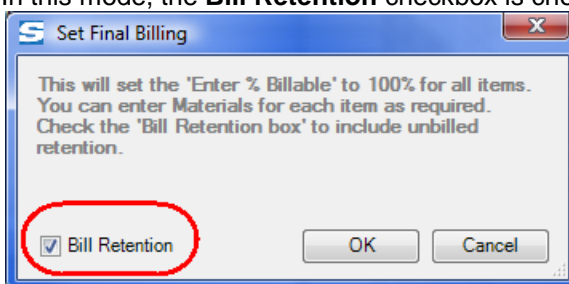 In this mode, the Bill Retention checkbox is
Set Final Billing
This will set the 'Enter % Billable' to 100% for all items.
You can enter Materials for each item as required.
Check the 'Bill Retention box' to include unbilled
retention.
Bill Retention
OK
Cancel